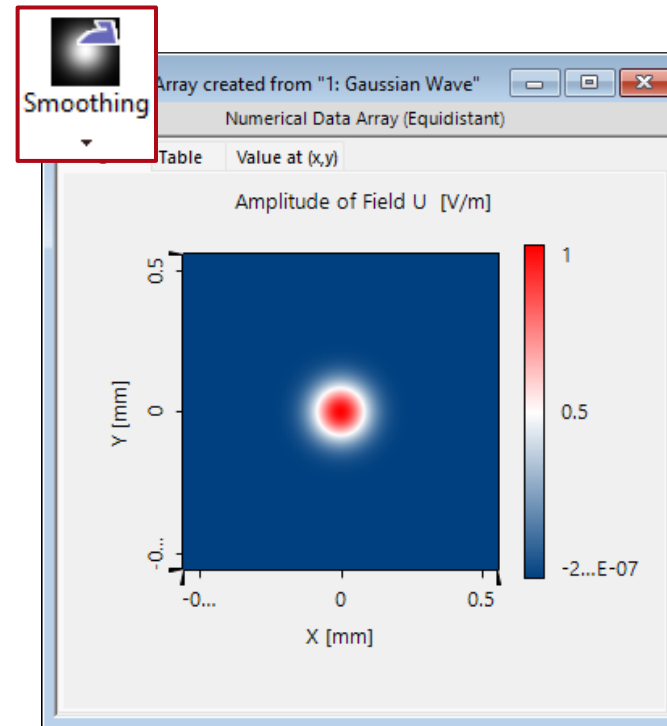 Smoothing
Array created from "1: Gaussian Wave"
Numerical Data Array (Equidistant)
Table Value at (x,y)
Amplitude of Field U [V/m]
0.5
0
-0...
Y [mm]
-0... 0 0.5
X [mm]
1
0.5
-2...E-07